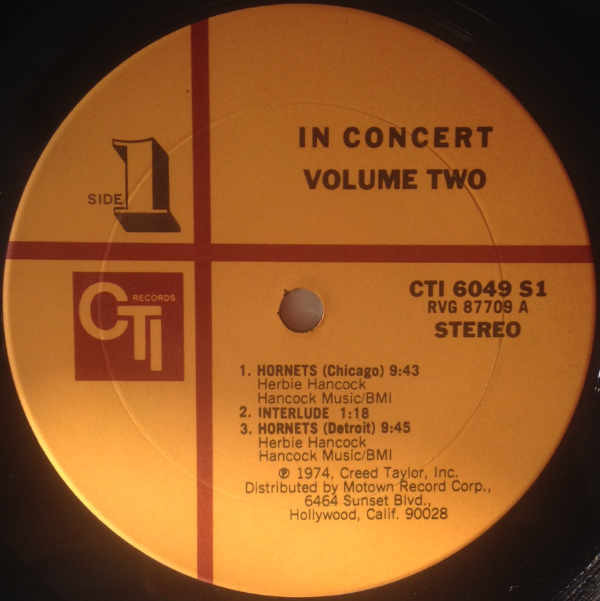 IN CONCERT
VOLUME TWO
SIDE 1
CTI RECORDS
CTI 6049 S1
RVG 87709 A
STEREO
1. HORNETS (Chicago) 9:43
Herbie Hancock
Hancock Music/BMI
2. INTERLUDE 1:18
3. HORNETS (Detroit) 9:45
Herbie Hancock
Hancock Music/BMI
℗ 1974, Creed Taylor, Inc.
Distributed by Motown Record Corp.,
6464 Sunset Blvd.,
Hollywood, Calif. 90028